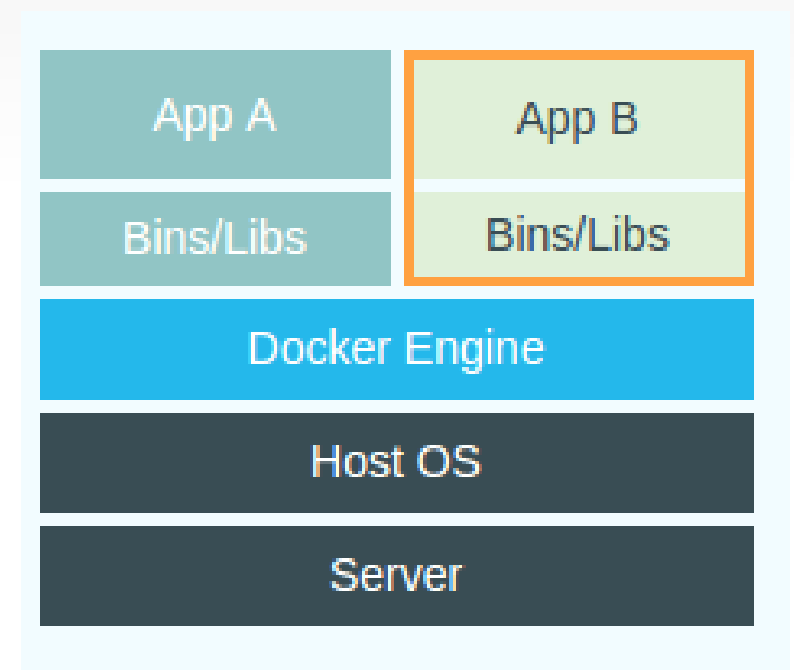 App A
App B
Bins/Libs
Bins/Libs
Docker Engine
Host OS
Server